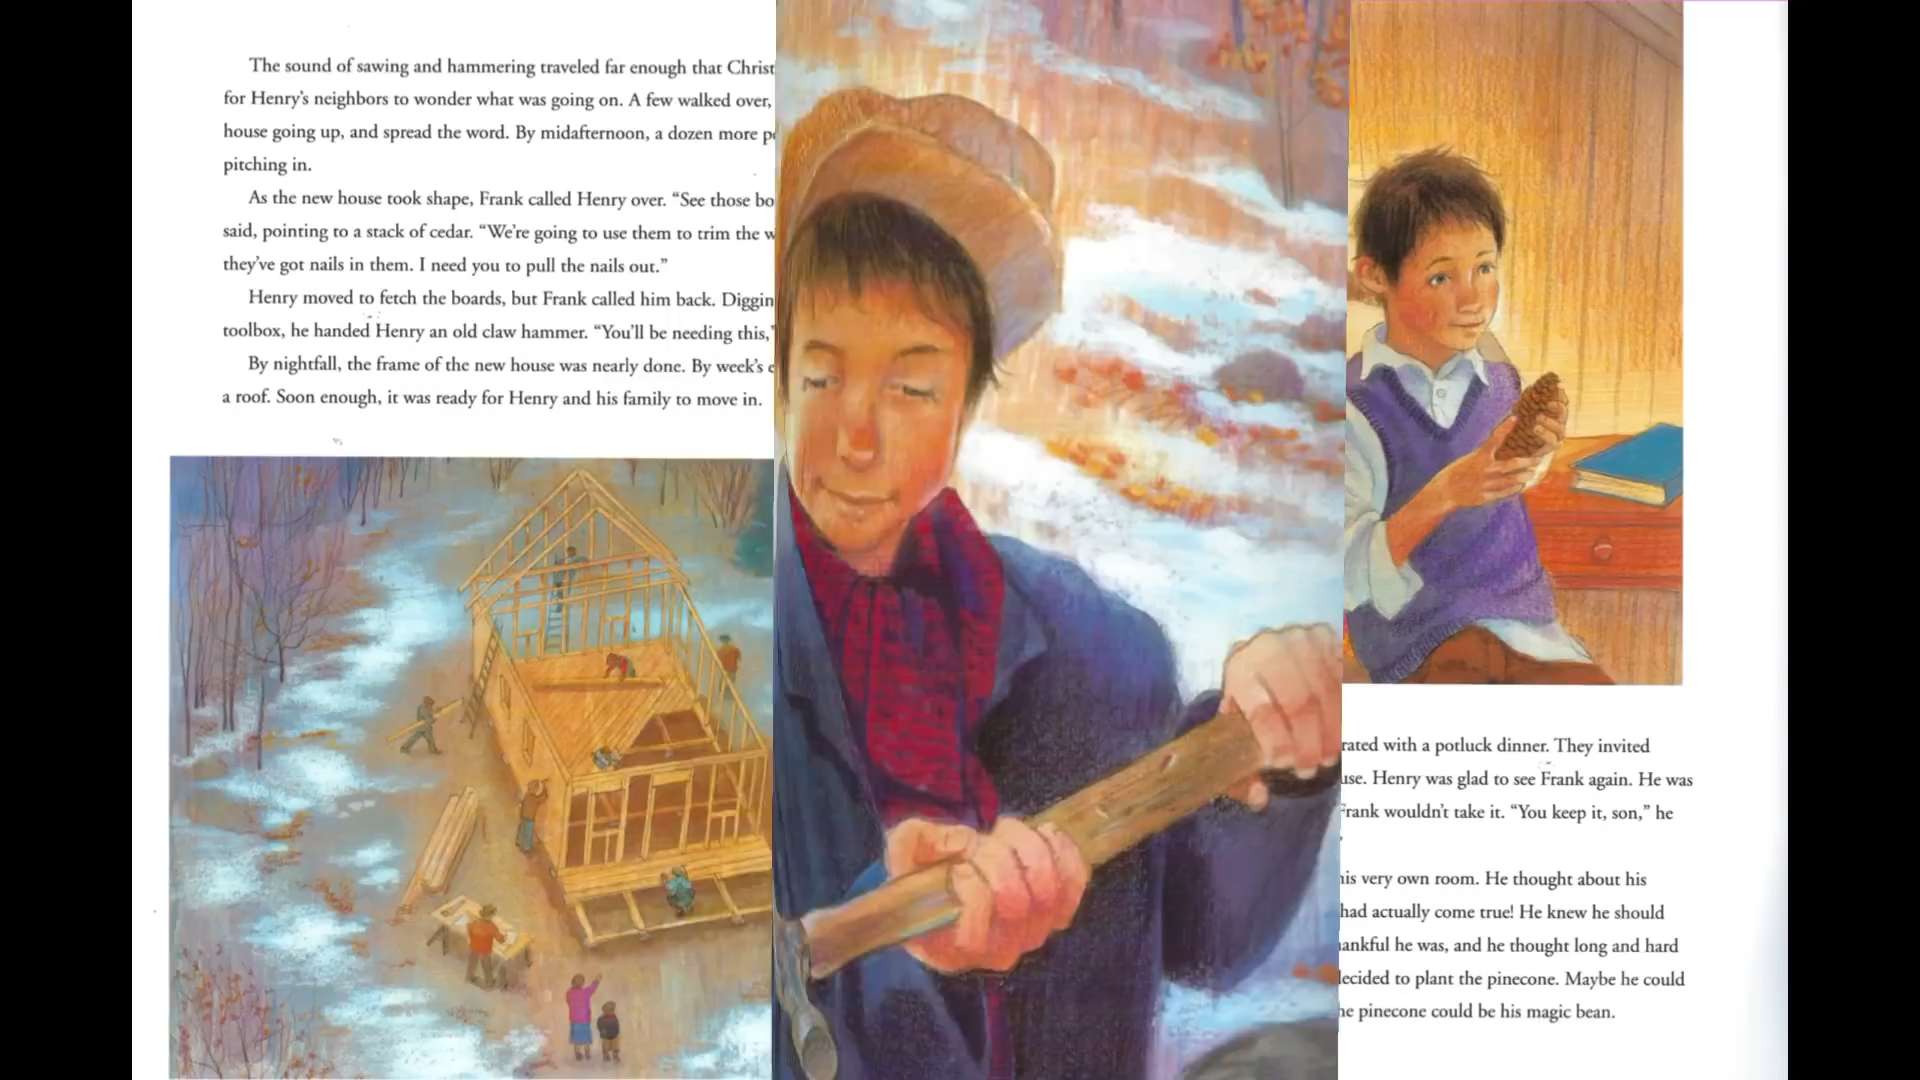 The sound of sawing and hammering traveled far enough that Christ
for Henry's neighbors to wonder what was going on. A few walked over,
house going up, and spread the word. By midafternoon, a dozen more
pitching in.
As the new house took shape, Frank called Henry over. “See those bo
said, pointing to a stack of cedar. “We're going to use them to trim the w
they've got nails in them. I need you to pull the nails out.”
Henry moved to fetch the boards, but Frank called him back. Diggin
toolbox, he handed Henry an old claw hammer. “You'll be needing this,”
By nightfall, the frame of the new house was nearly done. By week's
a roof. Soon enough, it was ready for Henry and his family to move in.
rated with a potluck dinner. They invited
use. Henry was glad to see Frank again. He was
Frank wouldn't take it. “You keep it, son,” he
his very own room. He thought about his
had actually come true! He knew he should
ankful he was, and he thought long and hard
decided to plant the pinecone. Maybe he could
he pinecone could be his magic bean.